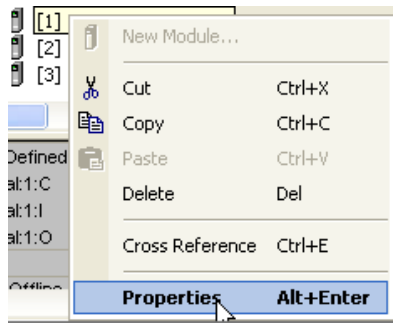 [1]
[2]
[3]
New Module...
Cut Ctrl+X
Copy Ctrl+C
Paste Ctrl+V
Delete Del
Cross Reference Ctrl+E
Properties Alt+Enter
Defined
al:1:C
al:1:I
al:1:O
Offline